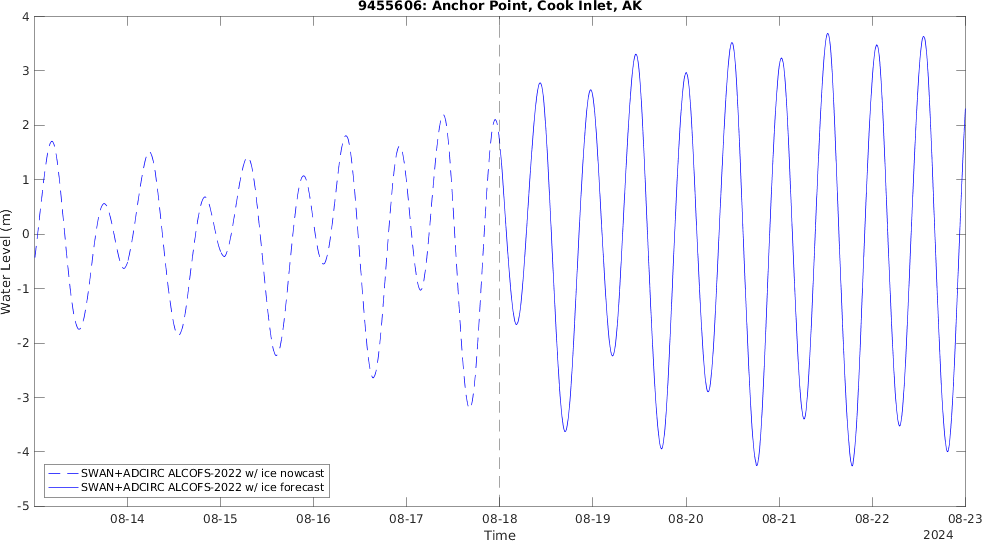 9455606: Anchor Point, Cook Inlet, AK
4
3
2
1
0
-1
-2
-3
-4
-5
Water Level (m)
SWAN+ADCIRC ALCOFS-2022 w/ ice nowcast
SWAN+ADCIRC ALCOFS-2022 w/ ice forecast
08-14 08-15 08-16 08-17 08-18 08-19 08-20 08-21 08-22 08-23
Time
2024